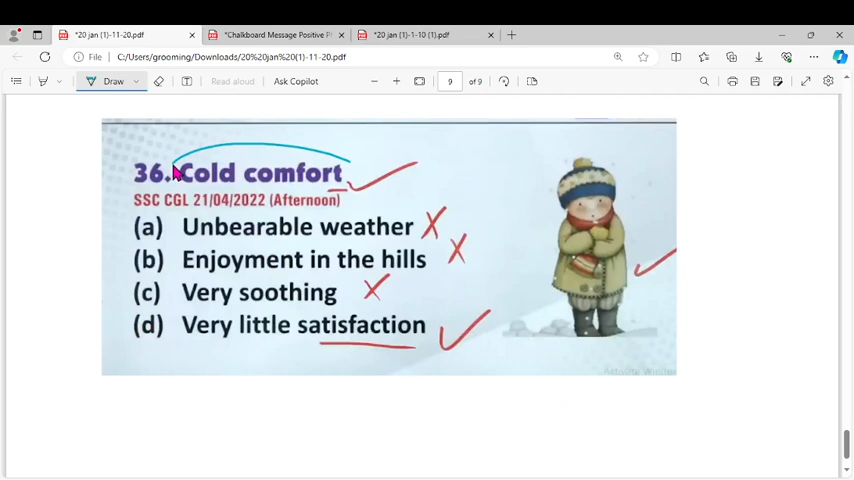 *20 jan (1)-11-20.pdf
*Chalkboard Message Positive P
*20 jan (1)-1-10 (1).pdf
File
C:/Users/grooming/Downloads/20%20jan%20(1)-11-20.pdf
Draw
Read aloud
Ask Copilot
9
of 9
36. Cold comfort
SSC CGL 21/04/2022 (Afternoon)
(a) Unbearable weather
(b) Enjoyment in the hills
(c) Very soothing
(d) Very little satisfaction
Activate Window